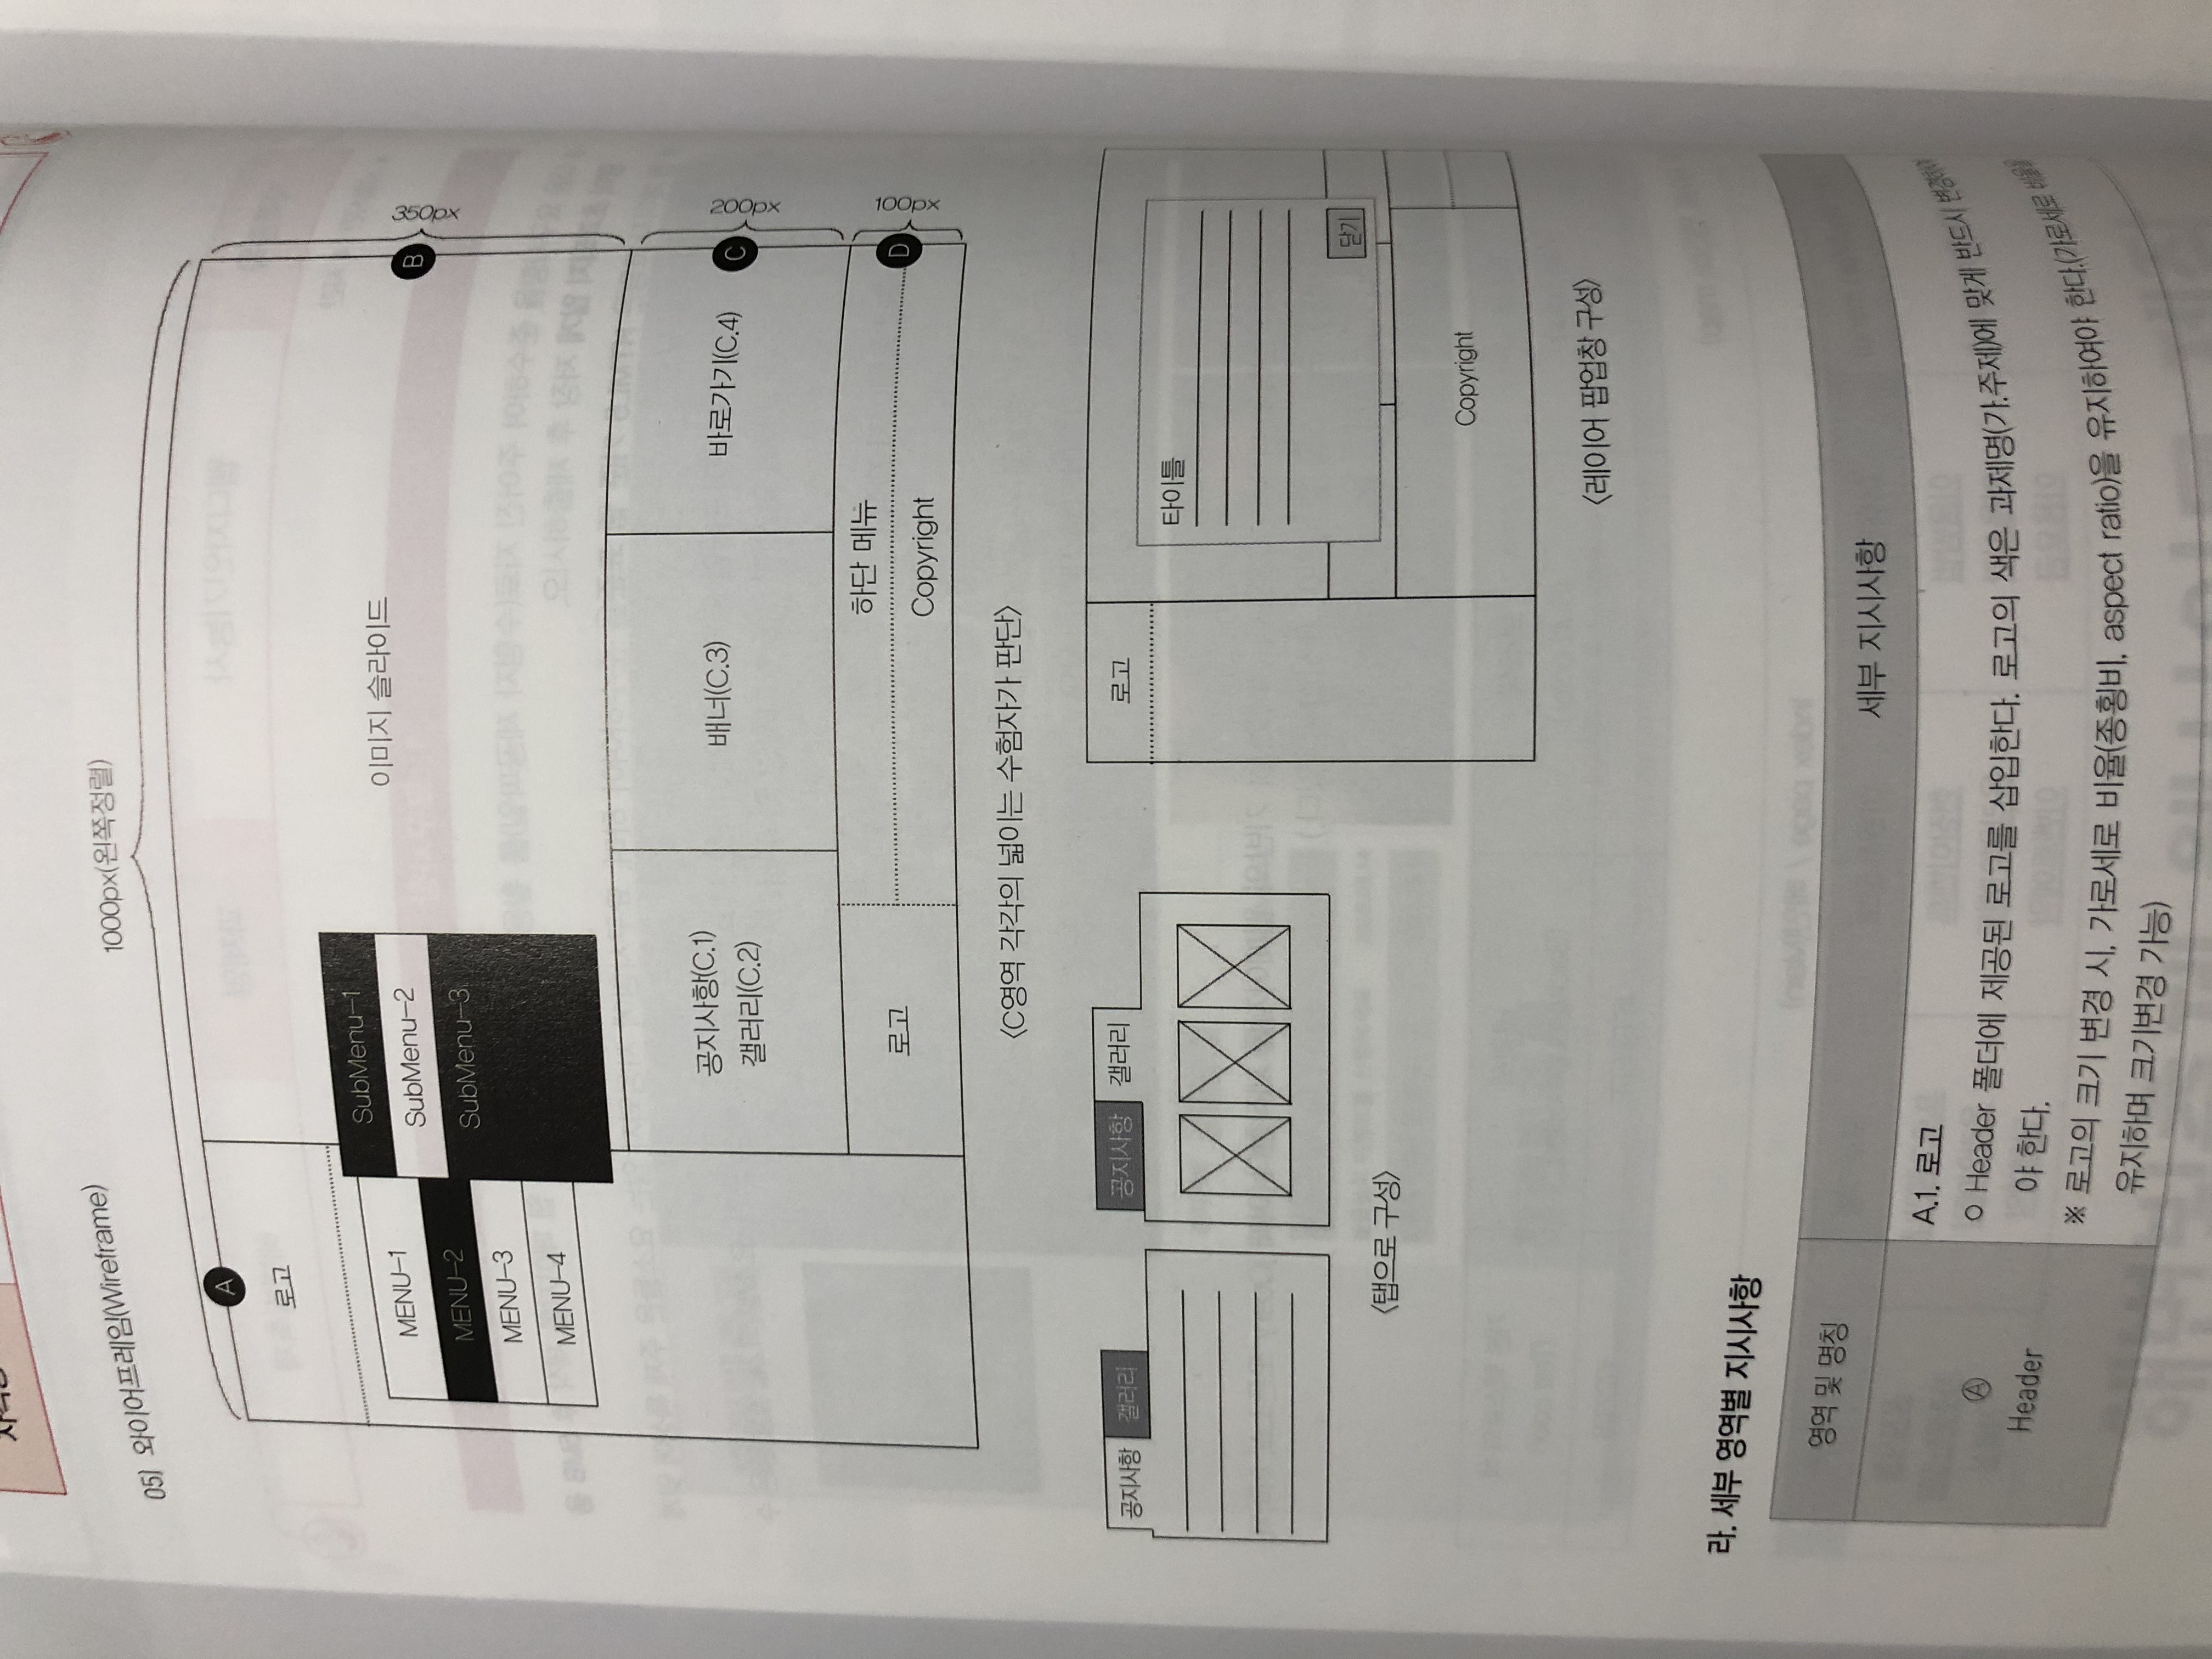 05) 와이어프레임(Wireframe)
1000px(왼쪽정렬)
A
로고
MENU-1
MENU-2
MENU-3
MENU-4
SubMenu-1
SubMenu-2
SubMenu-3
이미지 슬라이드
B
350px
공지사항(C.1)
갤러리(C.2)
배너(C.3)
바로가기(C.4)
C
200px
로고
하단 메뉴
Copyright
D
100px
〈C영역 각각의 넓이는 수험자가 판단〉
공지사항 갤러리
공지사항 갤러리
〈탭으로 구성〉
로고
타이틀
닫기
Copyright
〈레이어 팝업창 구성〉
라. 세부 영역별 지시사항
영역 및 명칭
세부 지시사항
Ⓐ
Header
A.1. 로고
○ Header 폴더에 제공된 로고를 삽입한다. 로고의 색은 과제명(가.주제)에 맞게 반드시 변경하여
야 한다.
※ 로고의 크기 변경 시, 가로세로 비율(종횡비, aspect ratio)을 유지하여야 한다.(가로세로 비율을
유지하며 크기변경 가능)